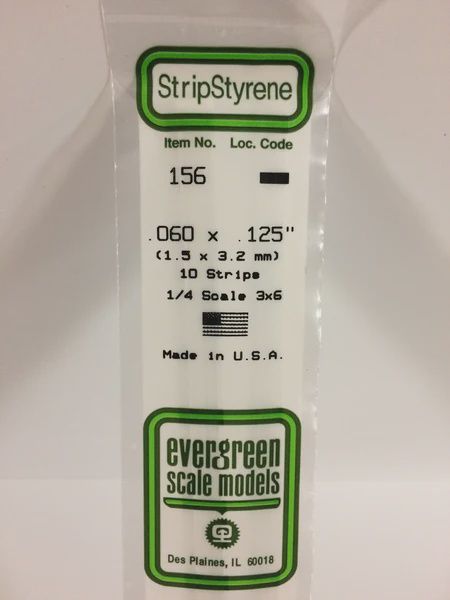 StripStyrene
Item No. Loc. Code
156
.060 x .125"
(1.5 x 3.2 mm)
10 Strips
1/4 Scale 3x6
Made in U.S.A.
evergreen
scale models
Des Plaines, IL 60018